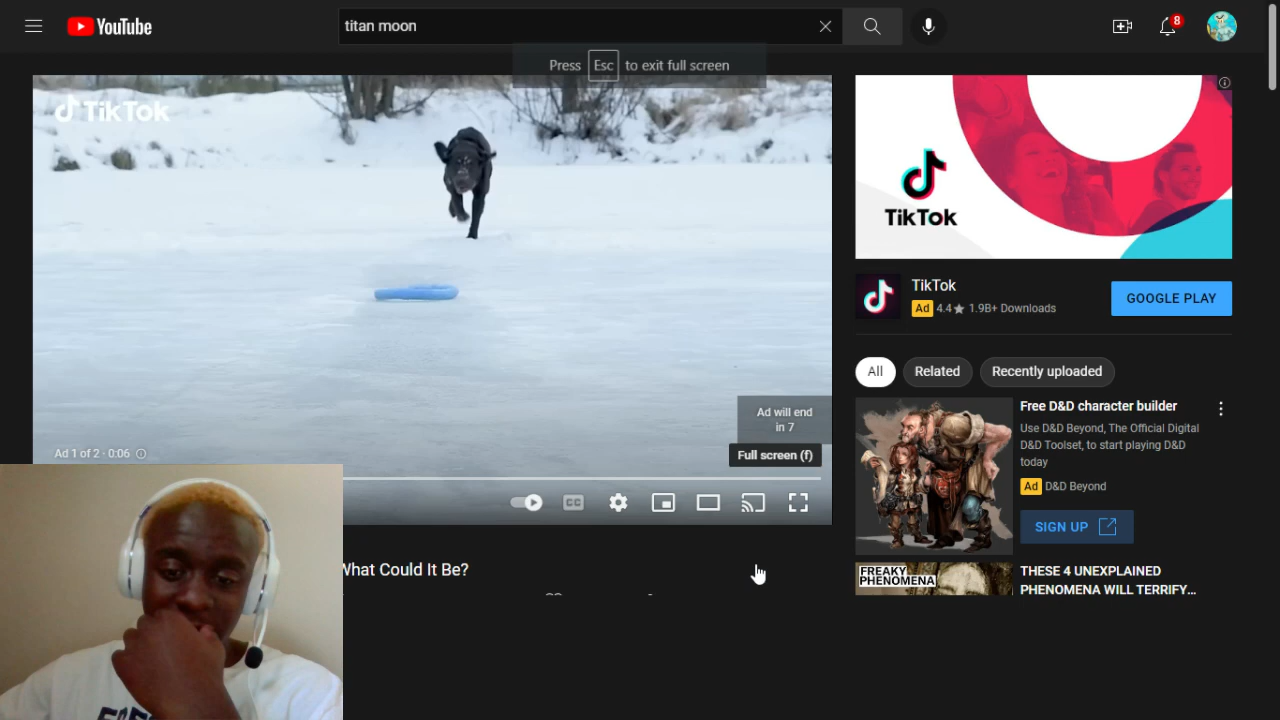 YouTube
titan moon
8
Press Esc to exit full screen
TikTok
Ad will end
in 7
Full screen (f)
Ad 1 of 2 · 0:06
CC
What Could It Be?
TikTok
TikTok
Ad 4.4★ 1.9B+ Downloads
GOOGLE PLAY
All
Related
Recently uploaded
Free D&D character builder
Use D&D Beyond, The Official Digital
D&D Toolset, to start playing D&D
today
Ad D&D Beyond
SIGN UP
FREAKY
PHENOMENA
THESE 4 UNEXPLAINED
PHENOMENA WILL TERRIFY...